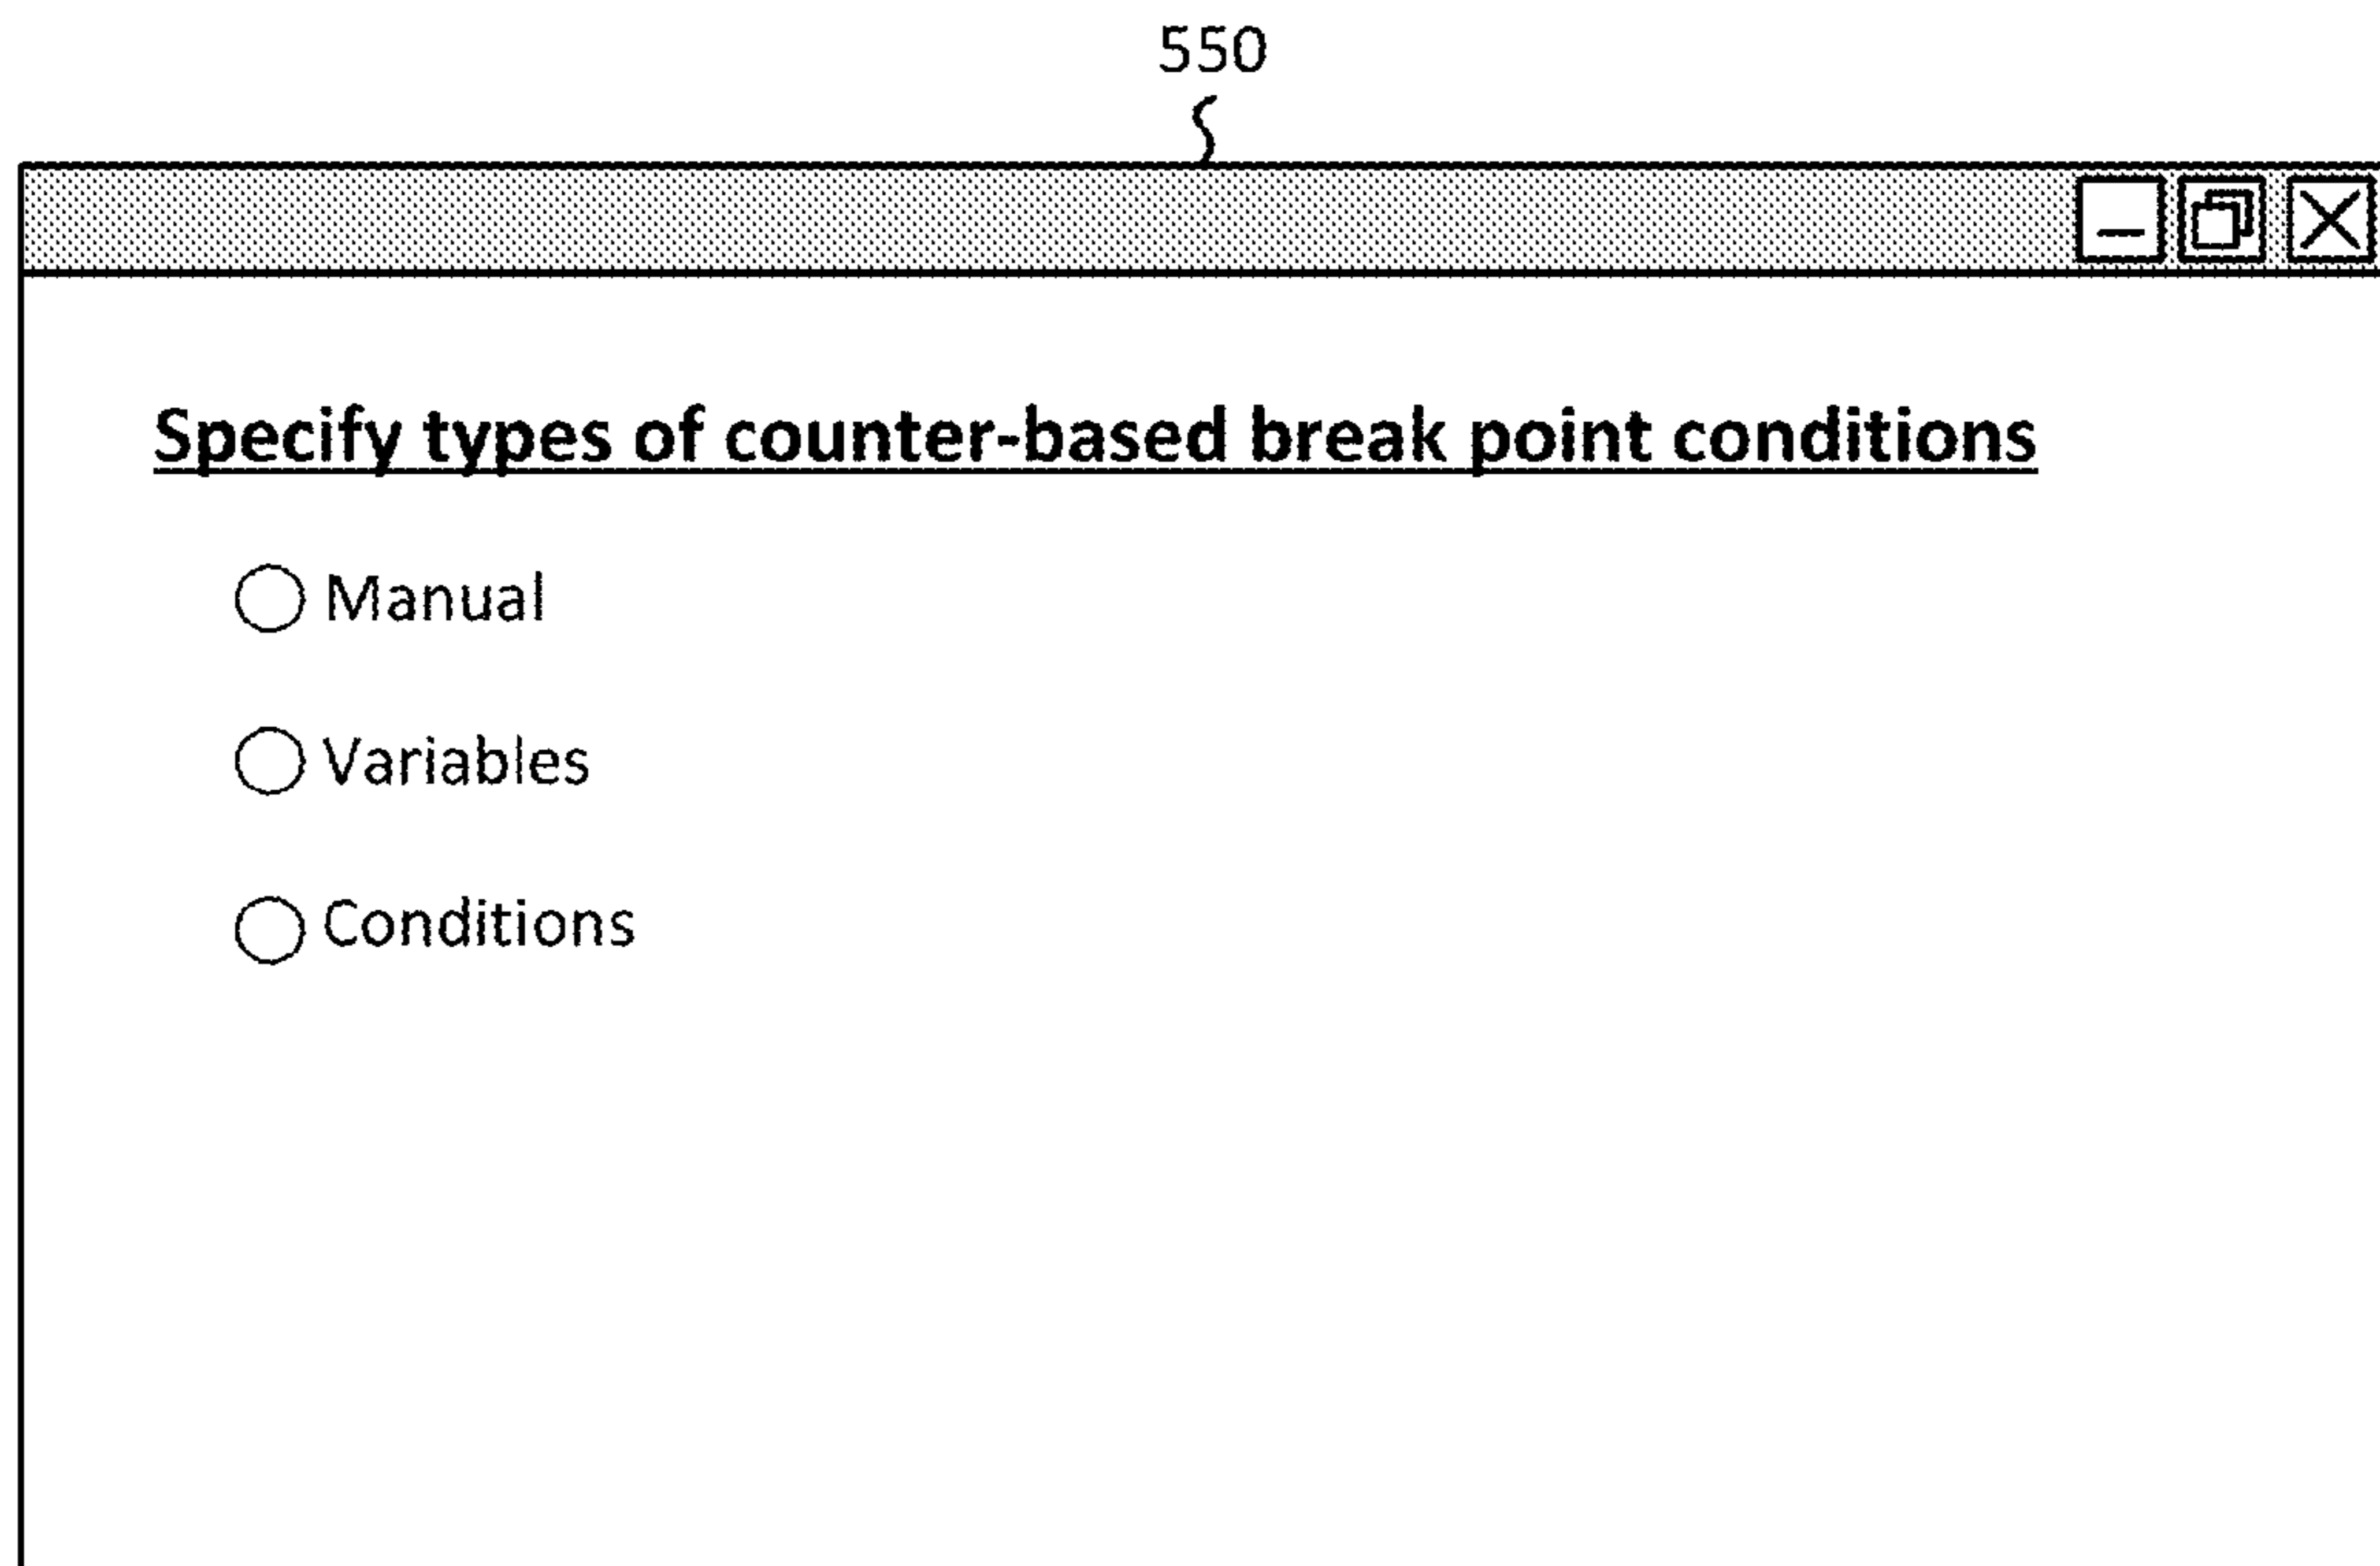 550
Specify types of counter-based break point conditions
Manual
Variables
Conditions